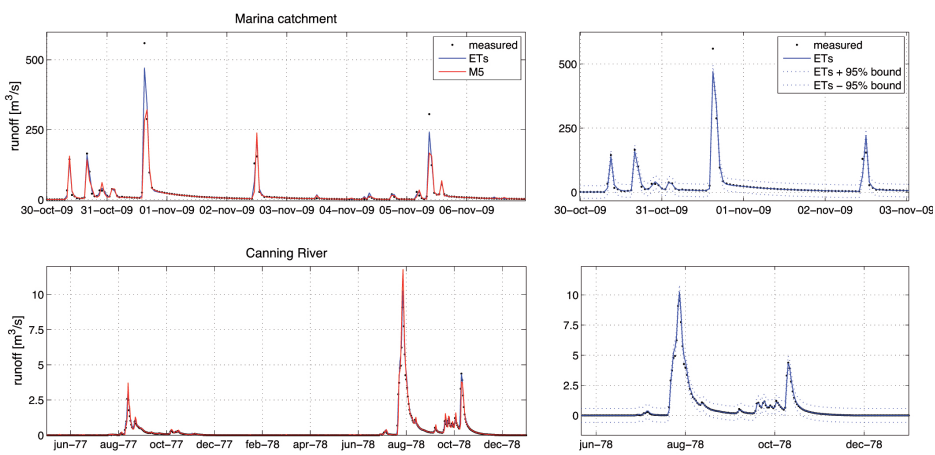 Marina catchment
runoff [m³/s]
500
250
0
measured
ETs
M5
30−oct−09 31−oct−09 01−nov−09 02−nov−09 03−nov−09 04−nov−09 05−nov−09 06−nov−09
500
250
0
measured
ETs
ETs + 95% bound
ETs − 95% bound
30−oct−09 31−oct−09 01−nov−09 02−nov−09 03−nov−09
Canning River
runoff [m³/s]
10
7.5
5
2.5
0
jun−77 aug−77 oct−77 dec−77 feb−78 apr−78 jun−78 aug−78 oct−78 dec−78
10
7.5
5
2.5
0
jun−78 aug−78 oct−78 dec−78